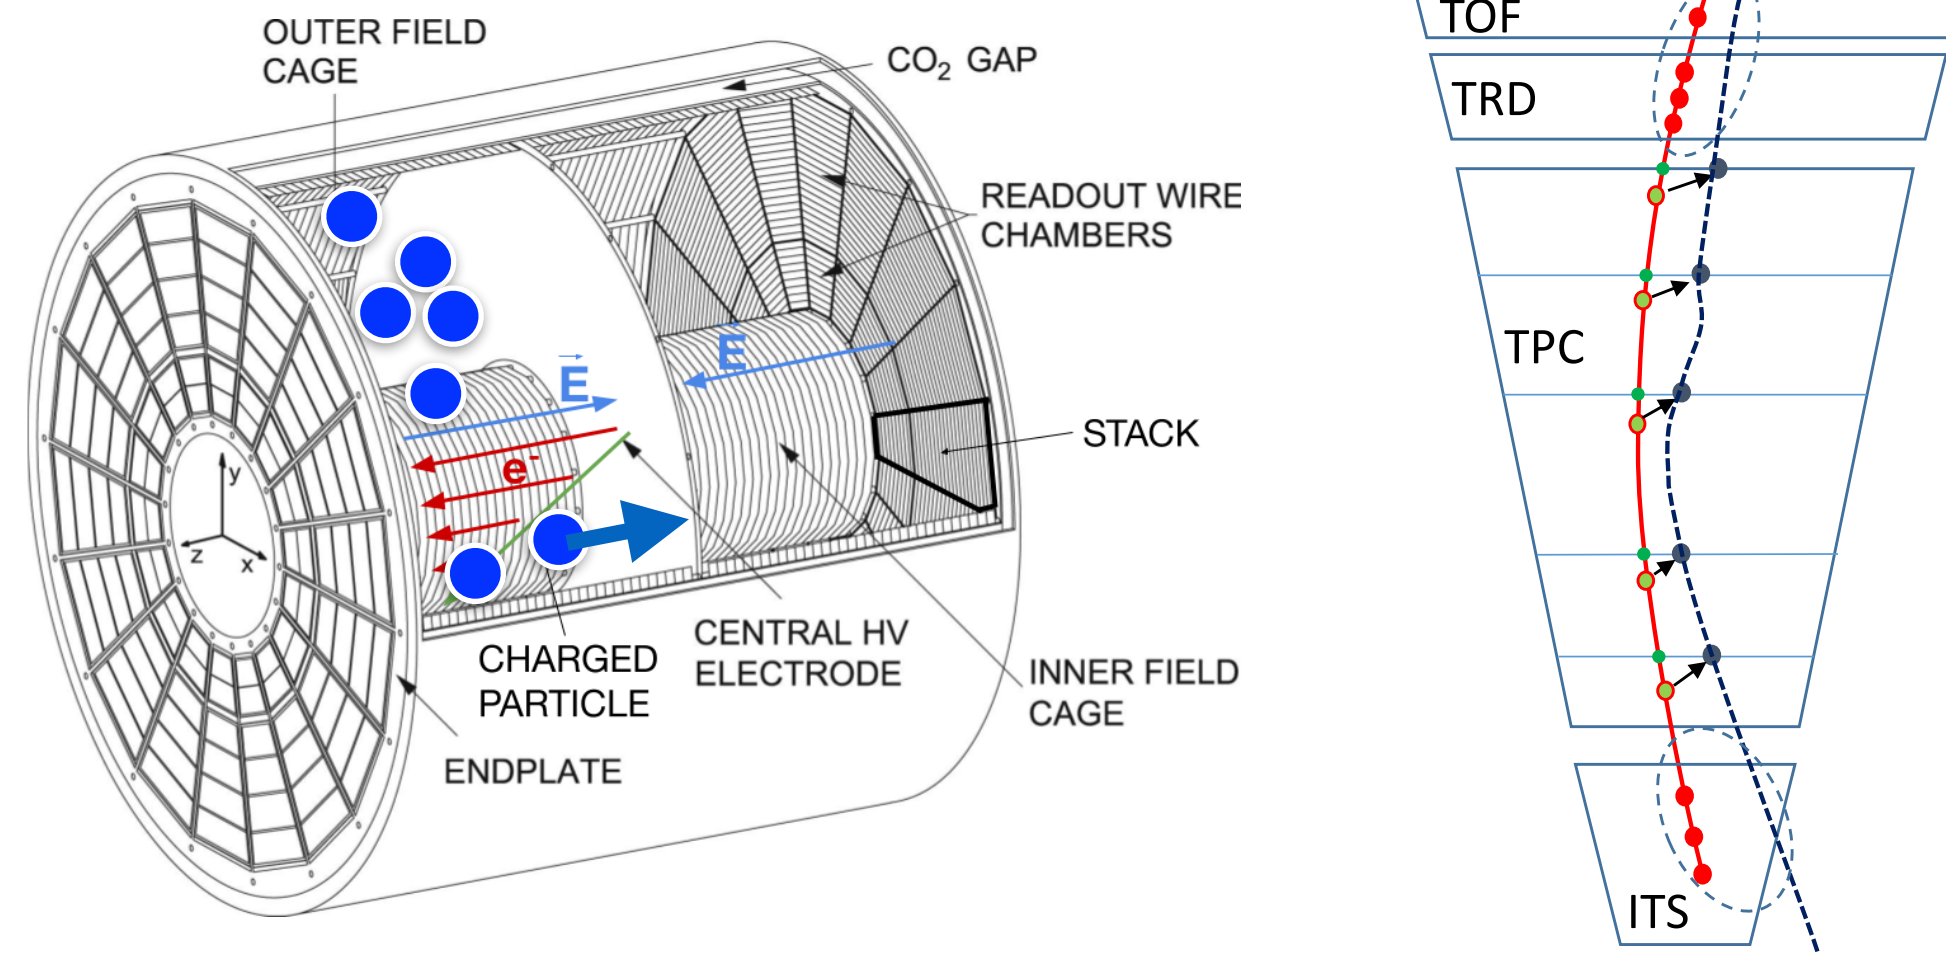 OUTER FIELD
CAGE
CO₂ GAP
READOUT WIRE
CHAMBERS
E
E
e⁻
STACK
y
z
x
CHARGED
PARTICLE
CENTRAL HV
ELECTRODE
INNER FIELD
CAGE
ENDPLATE
TOF
TRD
TPC
ITS